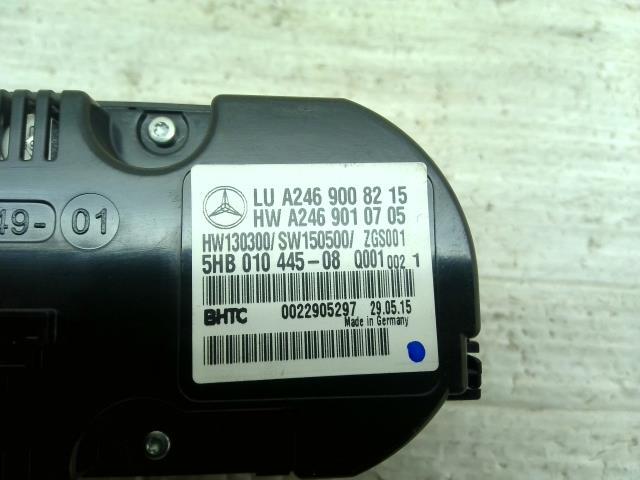 LU A246 900 82 15
HW A246 901 07 05
HW130300/SW150500/ ZGS001
5HB 010 445-08 Q001 002 1
BHTC 0022905297 29.05.15
Made in Germany
49- 01